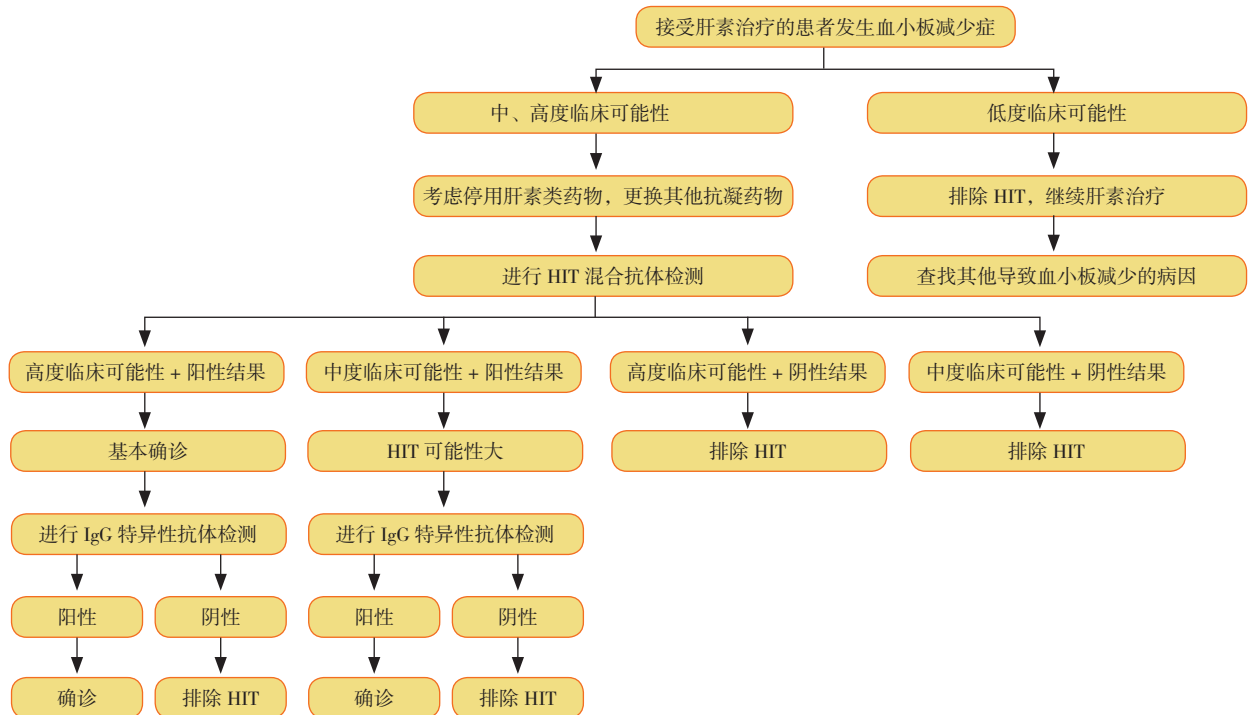 接受肝素治疗的患者发生血小板减少症
中、高度临床可能性
低度临床可能性
考虑停用肝素类药物，更换其他抗凝药物
排除 HIT，继续肝素治疗
进行 HIT 混合抗体检测
查找其他导致血小板减少的病因
高度临床可能性 + 阳性结果
中度临床可能性 + 阳性结果
高度临床可能性 + 阴性结果
中度临床可能性 + 阴性结果
基本确诊
HIT 可能性大
排除 HIT
排除 HIT
进行 IgG 特异性抗体检测
进行 IgG 特异性抗体检测
阳性
阴性
阳性
阴性
确诊
排除 HIT
确诊
排除 HIT